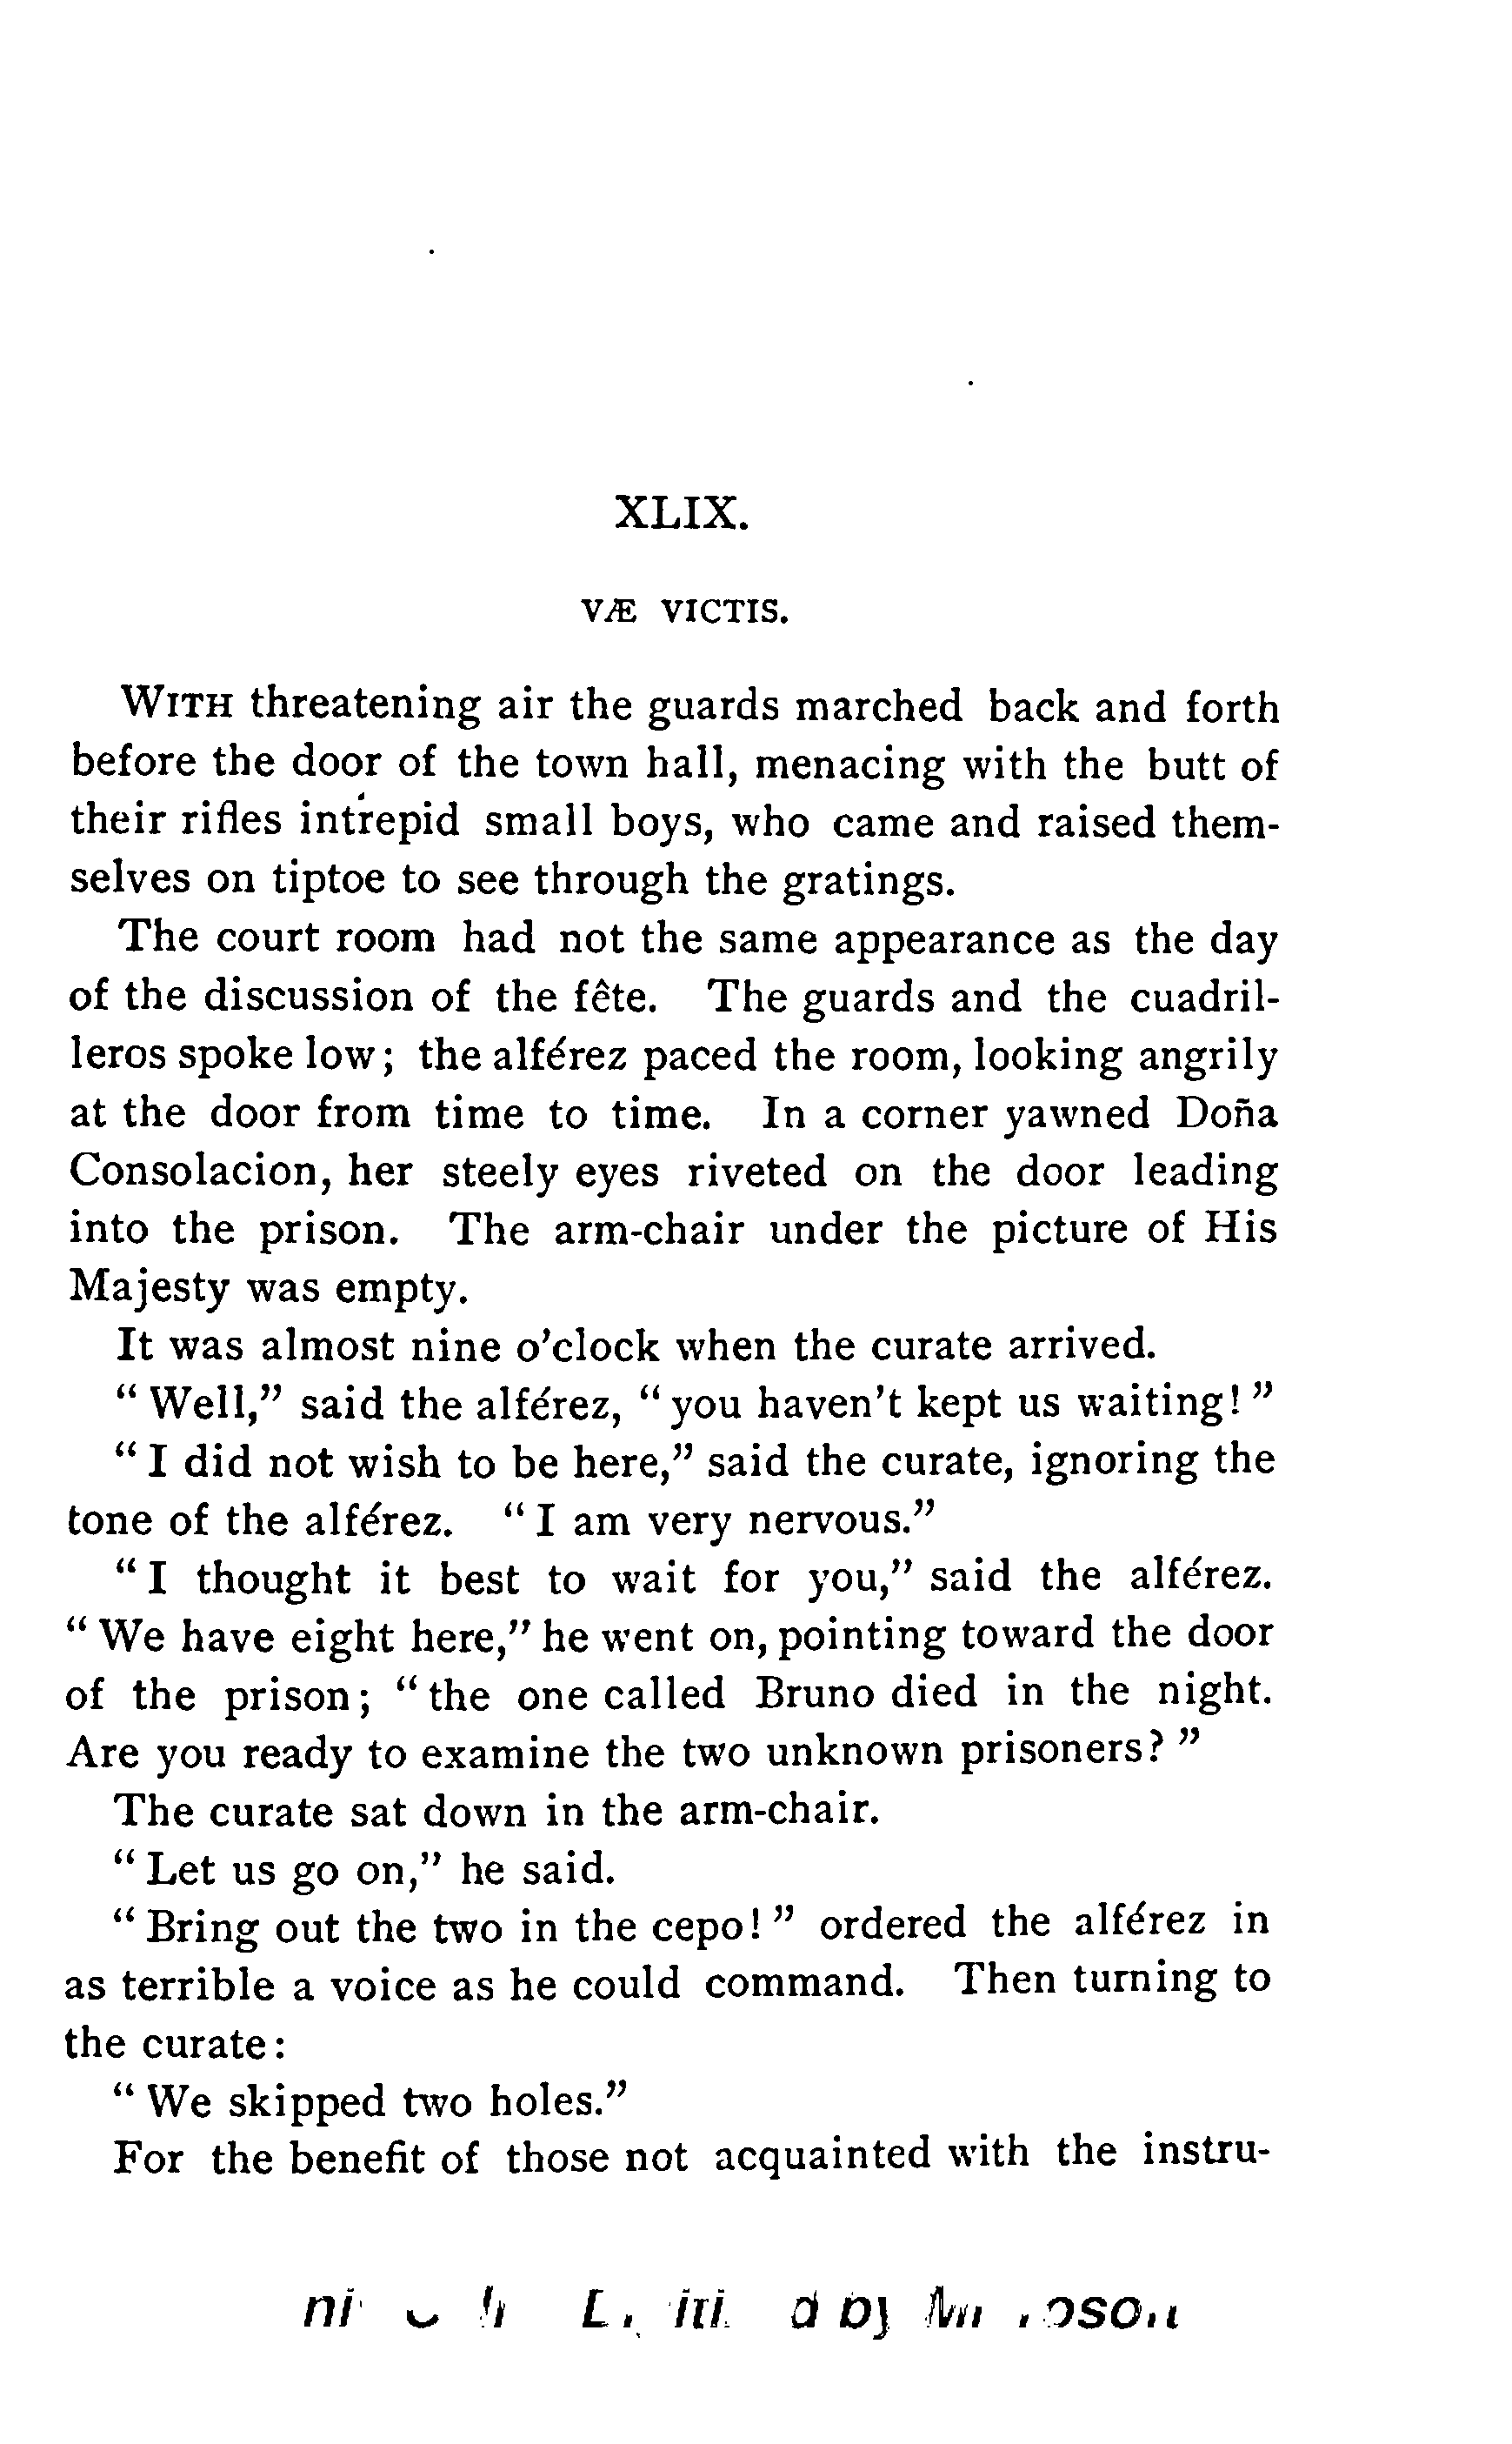 XLIX.
VÆ VICTIS.
WITH threatening air the guards marched back and forth
before the door of the town hall, menacing with the butt of
their rifles intrepid small boys, who came and raised them-
selves on tiptoe to see through the gratings.
The court room had not the same appearance as the day
of the discussion of the fête. The guards and the cuadril-
leros spoke low; the alférez paced the room, looking angrily
at the door from time to time. In a corner yawned Doña
Consolacion, her steely eyes riveted on the door leading
into the prison. The arm-chair under the picture of His
Majesty was empty.
It was almost nine o'clock when the curate arrived.
“Well,” said the alférez, “you haven't kept us waiting!”
“I did not wish to be here,” said the curate, ignoring the
tone of the alférez. “I am very nervous.”
“I thought it best to wait for you,” said the alférez.
“We have eight here,” he went on, pointing toward the door
of the prison; “the one called Bruno died in the night.
Are you ready to examine the two unknown prisoners?”
The curate sat down in the arm-chair.
“Let us go on,” he said.
“Bring out the two in the cepo!” ordered the alférez in
as terrible a voice as he could command. Then turning to
the curate:
“We skipped two holes.”
For the benefit of those not acquainted with the instru-